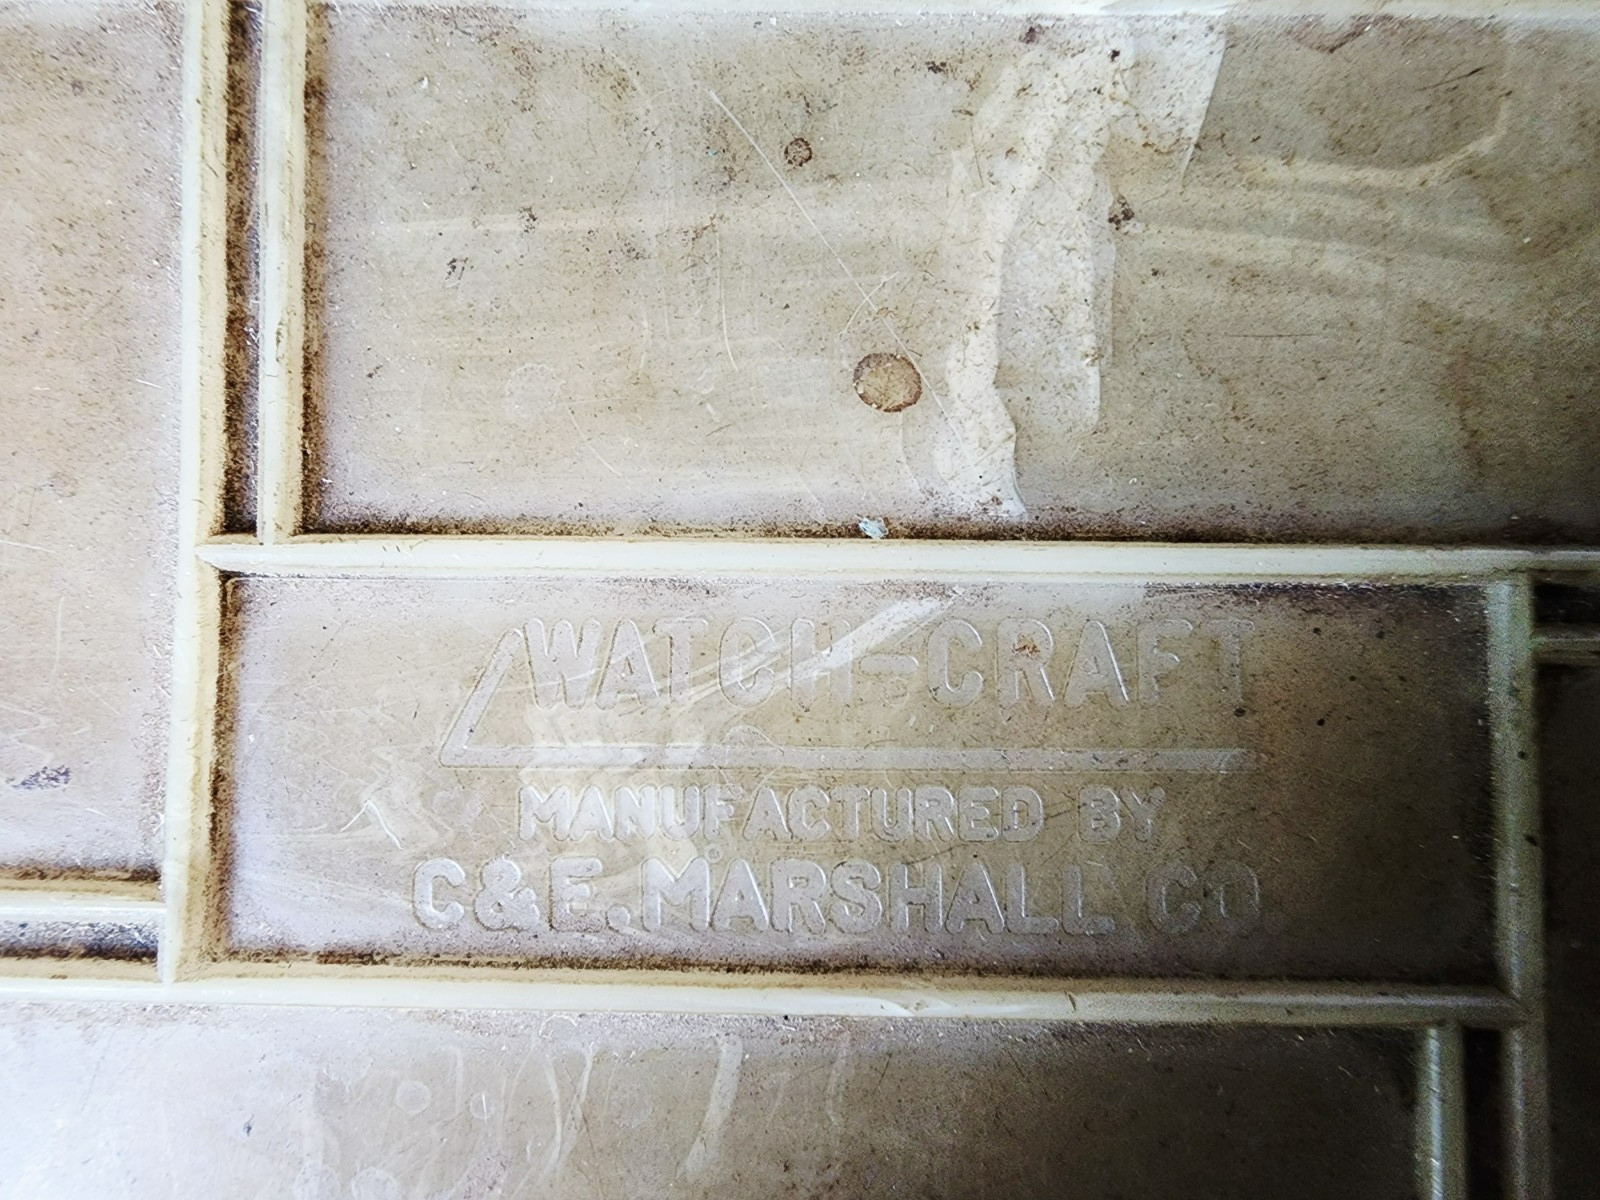 WATCH-CRAFT
MANUFACTURED BY
C&E. MARSHALL CO.